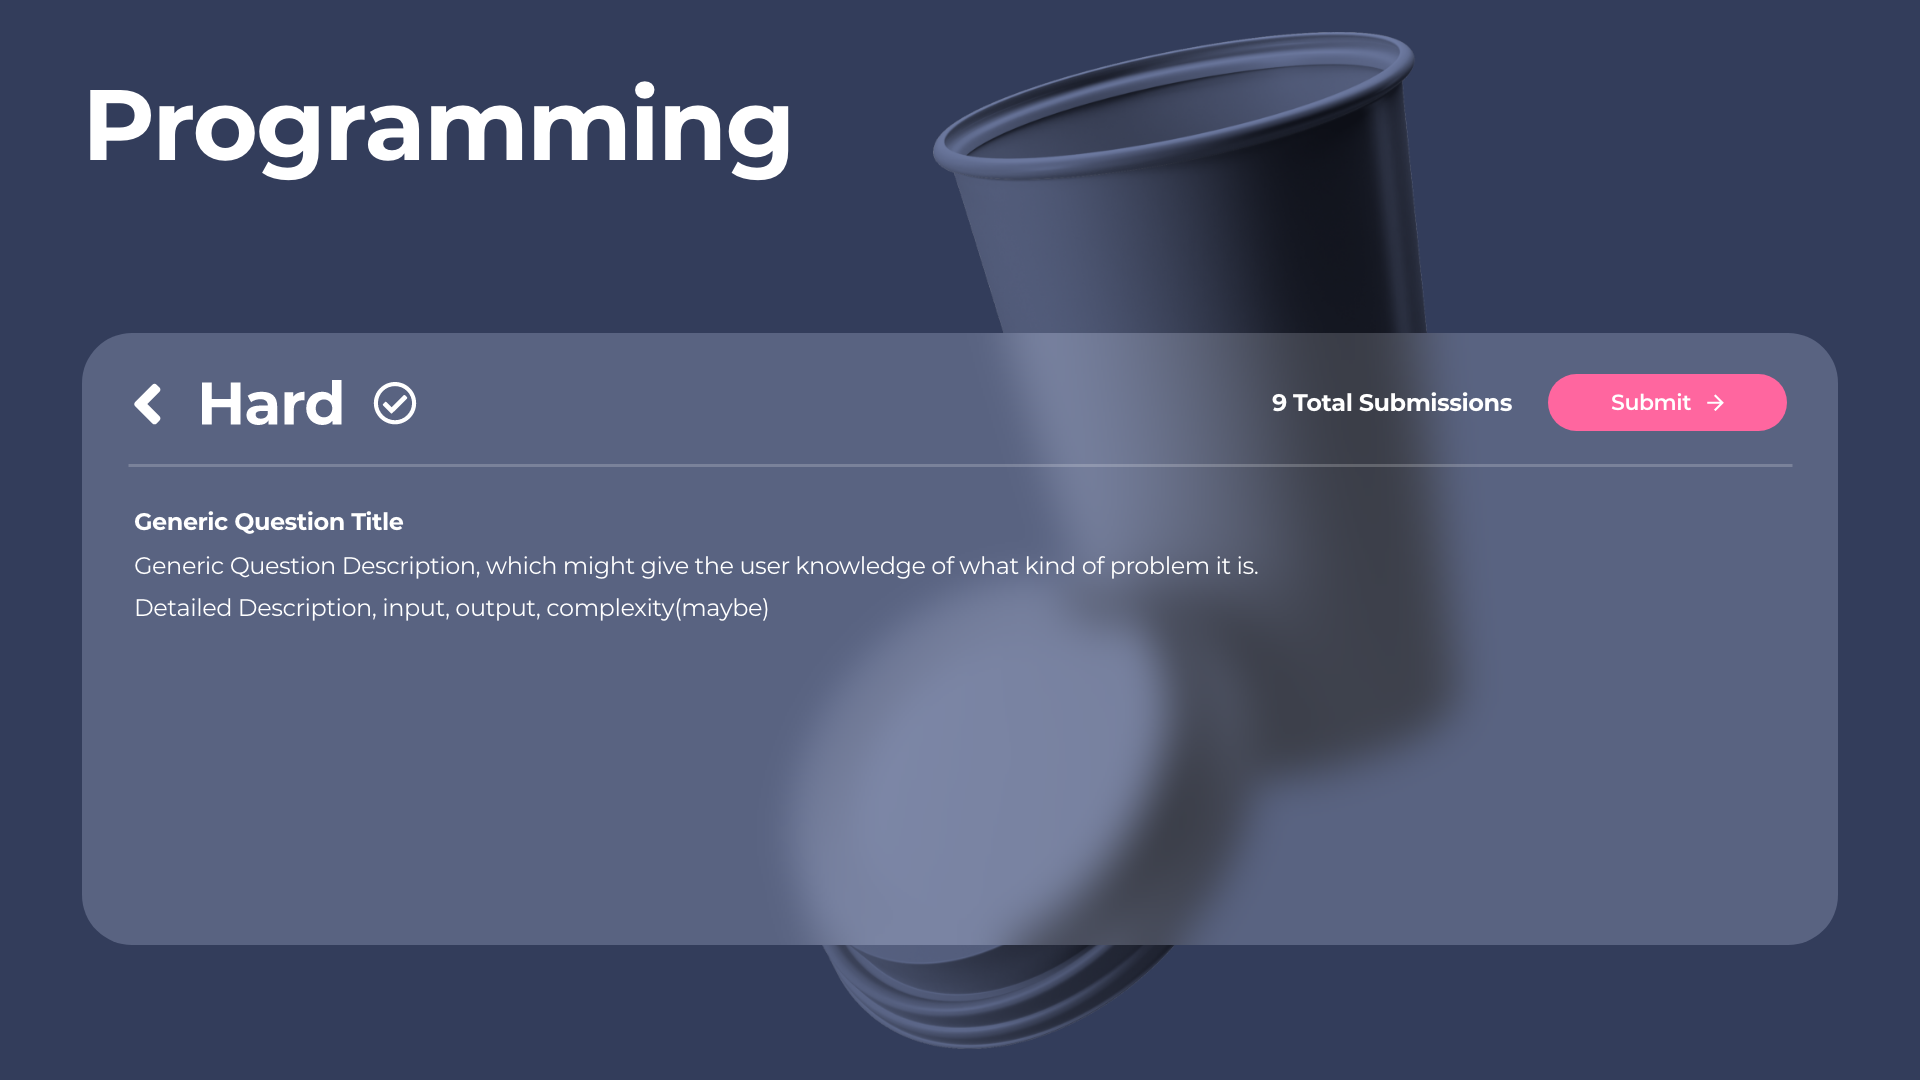 Programming
Hard
9 Total Submissions
Submit
Generic Question Title
Generic Question Description, which might give the user knowledge of what kind of problem it is.
Detailed Description, input, output, complexity(maybe)